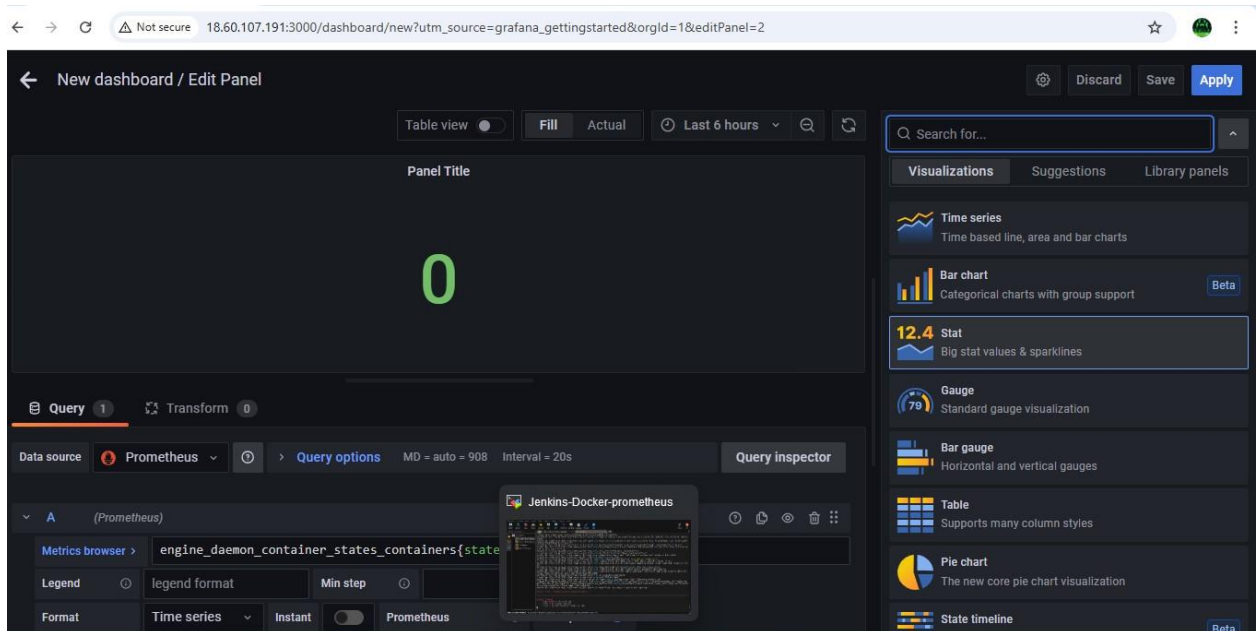 Not secure 18.60.107.191:3000/dashboard/new?utm_source=grafana_gettingstarted&orgId=1&editPanel=2
New dashboard / Edit Panel
Discard Save Apply
Table view Fill Actual Last 6 hours
Search for...
Panel Title
Visualizations Suggestions Library panels
0
Time series
Time based line, area and bar charts
Bar chart
Categorical charts with group support
Beta
12.4 Stat
Big stat values & sparklines
79 Gauge
Standard gauge visualization
Bar gauge
Horizontal and vertical gauges
Table
Supports many column styles
Pie chart
The new core pie chart visualization
State timeline
Beta
Query 1 Transform 0
Data source Prometheus Query options MD = auto = 908 Interval = 20s Query inspector
Jenkins-Docker-prometheus
A (Prometheus)
Metrics browser > engine_daemon_container_states_containers{state
Legend legend format Min step
Format Time series Instant Prometheus